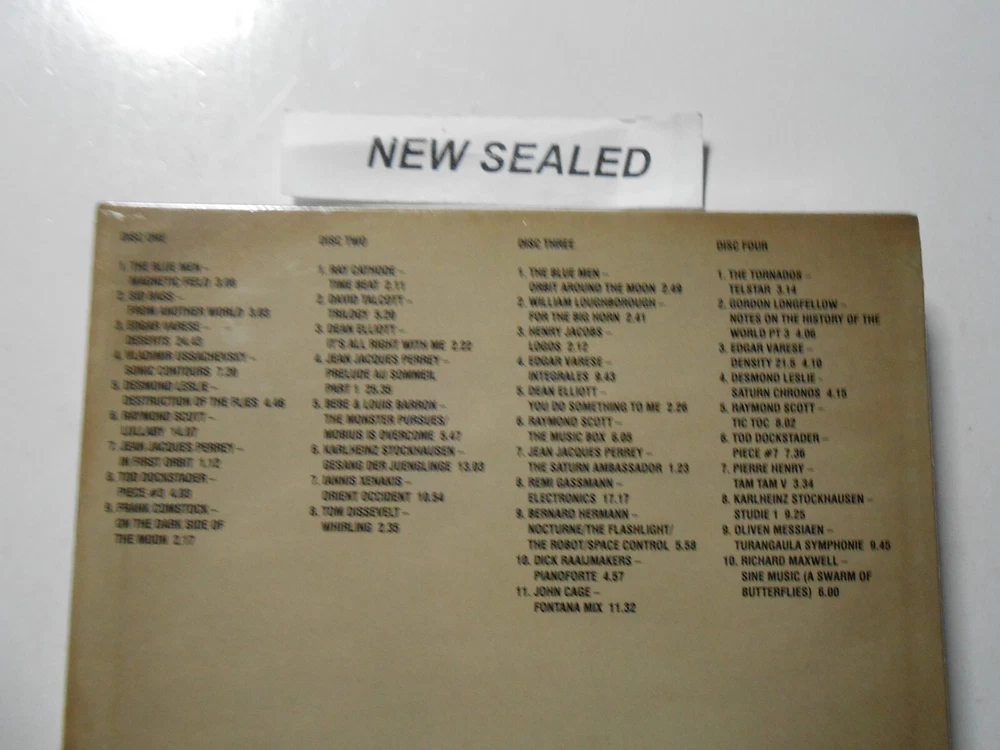 NEW SEALED
DISC ONE
1. THE BLUE MEN –
MAGNETIC FIELD
2. SID BASS –
FROM ANOTHER WORLD
3. EDGAR VARESE –
DESERTS 24.43
4. VLADIMIR USSACHEVSKY –
SONIC CONTOURS 7.29
5. DESMOND LESLIE –
DESTRUCTION OF THE FLIES 4.46
6. RAYMOND SCOTT –
LULLABY
7. JEAN JACQUES PERREY –
IN FIRST ORBIT 1.12
8. TOD DOCKSTADER –
PIECE #3
9. FRANK COMSTOCK –
ON THE DARK SIDE OF
THE MOON 2.17
DISC TWO
1. RAY CATHODE –
TIME BEAT 2.11
2. DAVID TALCOTT –
TRILOGY
3. DEAN ELLIOTT –
IT'S ALL RIGHT WITH ME 2.22
4. JEAN JACQUES PERREY –
PRELUDE AU SOMMEIL
PART 1
5. BEBE & LOUIS BARRON –
THE MONSTER PURSUES/
MOBIUS IS OVERCOME 5.47
6. KARLHEINZ STOCKHAUSEN –
GESANG DER JUENGLINGE 13.03
7. IANNIS XENAKIS –
ORIENT OCCIDENT 10.54
8. TOM DISSEVELT –
WHIRLING 2.35
DISC THREE
1. THE BLUE MEN –
ORBIT AROUND THE MOON 2.49
2. WILLIAM LOUGHBOROUGH –
FOR THE BIG HORN 2.41
3. HENRY JACOBS –
LOGOS 2.12
4. EDGAR VARESE –
INTEGRALES 9.43
5. DEAN ELLIOTT –
YOU DO SOMETHING TO ME 2.26
6. RAYMOND SCOTT –
THE MUSIC BOX 6.05
7. JEAN JACQUES PERREY –
THE SATURN AMBASSADOR 1.23
8. REMI GASSMANN –
ELECTRONICS 17.17
9. BERNARD HERMANN –
NOCTURNE/THE FLASHLIGHT/
THE ROBOT/SPACE CONTROL 5.58
10. DICK RAAIJMAKERS –
PIANOFORTE 4.57
11. JOHN CAGE –
FONTANA MIX 11.32
DISC FOUR
1. THE TORNADOS –
TELSTAR 3.14
2. GORDON LONGFELLOW –
NOTES ON THE HISTORY OF THE
WORLD PT 3 4.06
3. EDGAR VARESE –
DENSITY 21.5 4.10
4. DESMOND LESLIE –
SATURN CHRONOS 4.15
5. RAYMOND SCOTT –
TIC TOC 8.02
6. TOD DOCKSTADER –
PIECE #7 7.36
7. PIERRE HENRY –
TAM TAM V 3.34
8. KARLHEINZ STOCKHAUSEN –
STUDIE 1 9.25
9. OLIVEN MESSIAEN –
TURANGAULA SYMPHONIE 9.45
10. RICHARD MAXWELL –
SINE MUSIC (A SWARM OF
BUTTERFLIES) 6.00